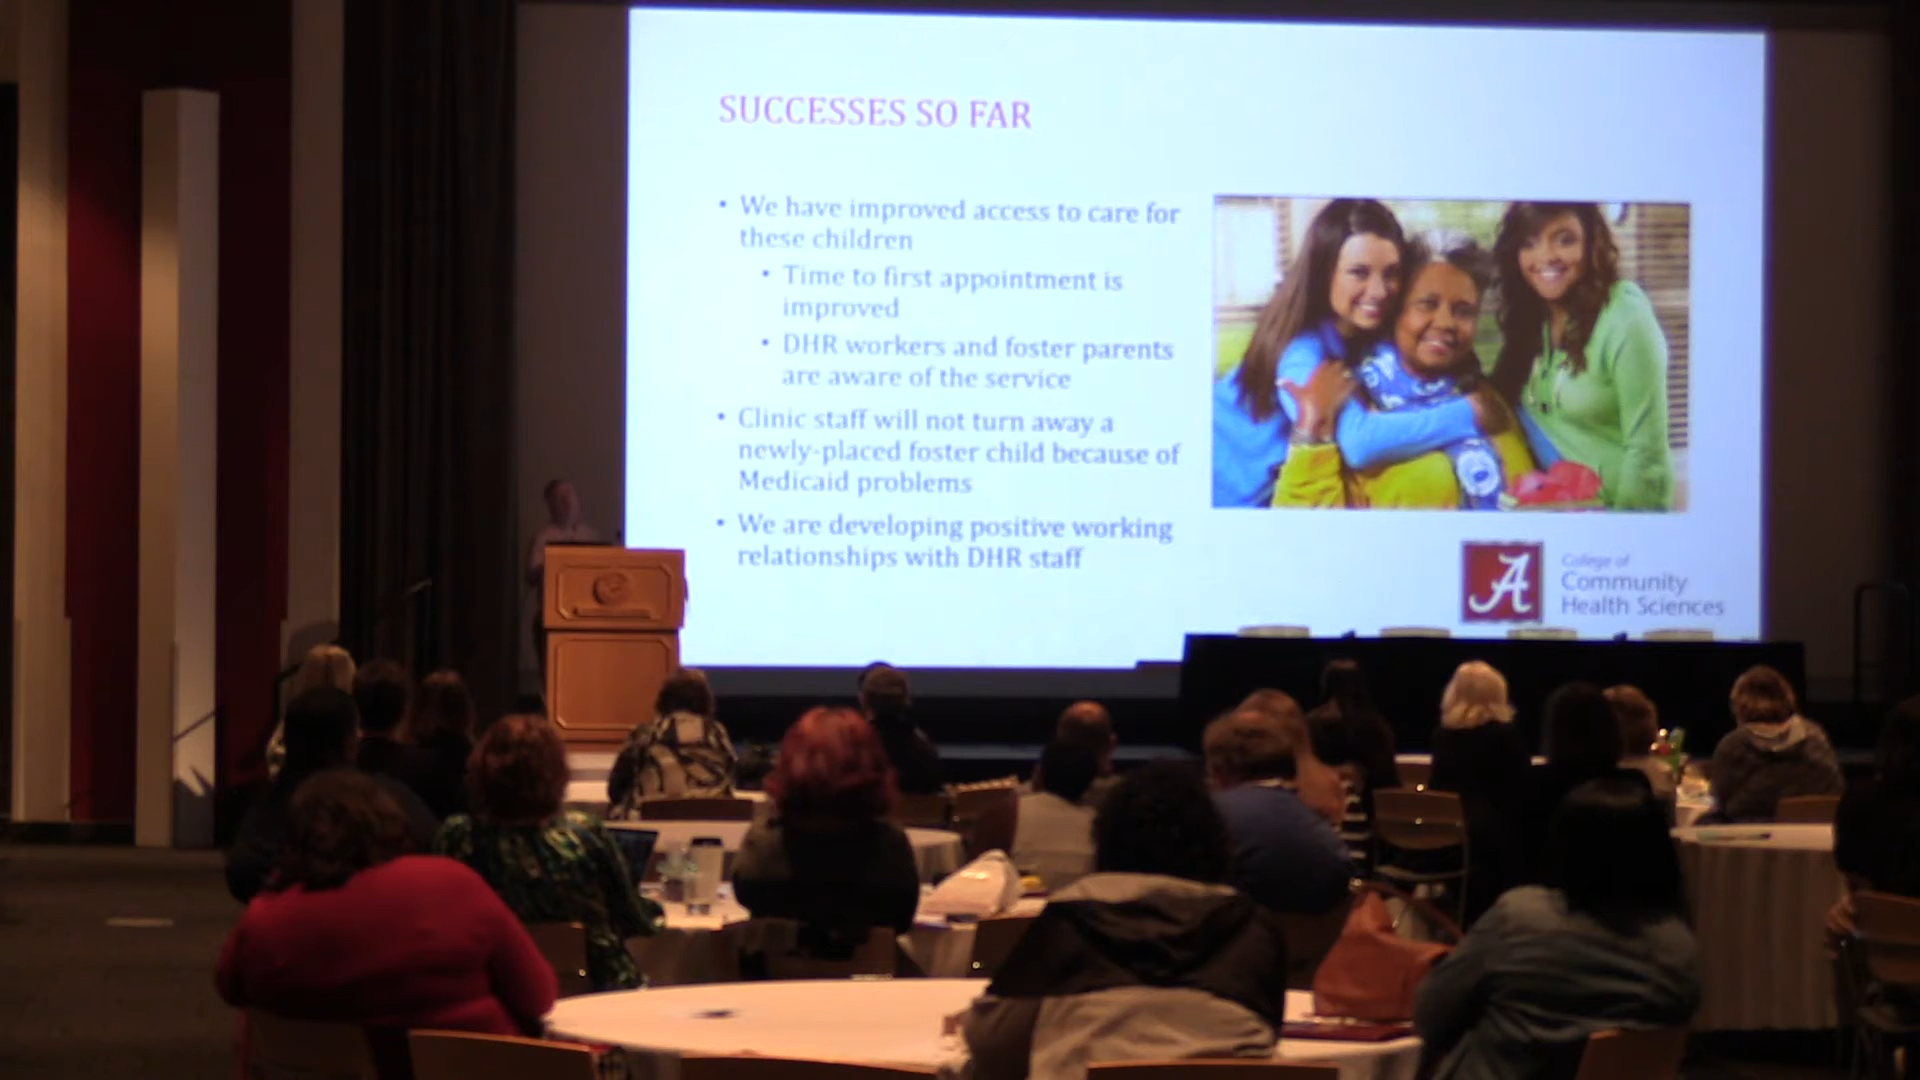 SUCCESSES SO FAR
• We have improved access to care for
these children
• Time to first appointment is
improved
• DHR workers and foster parents
are aware of the service
• Clinic staff will not turn away a
newly-placed foster child because of
Medicaid problems
• We are developing positive working
relationships with DHR staff
A
College of
Community
Health Sciences